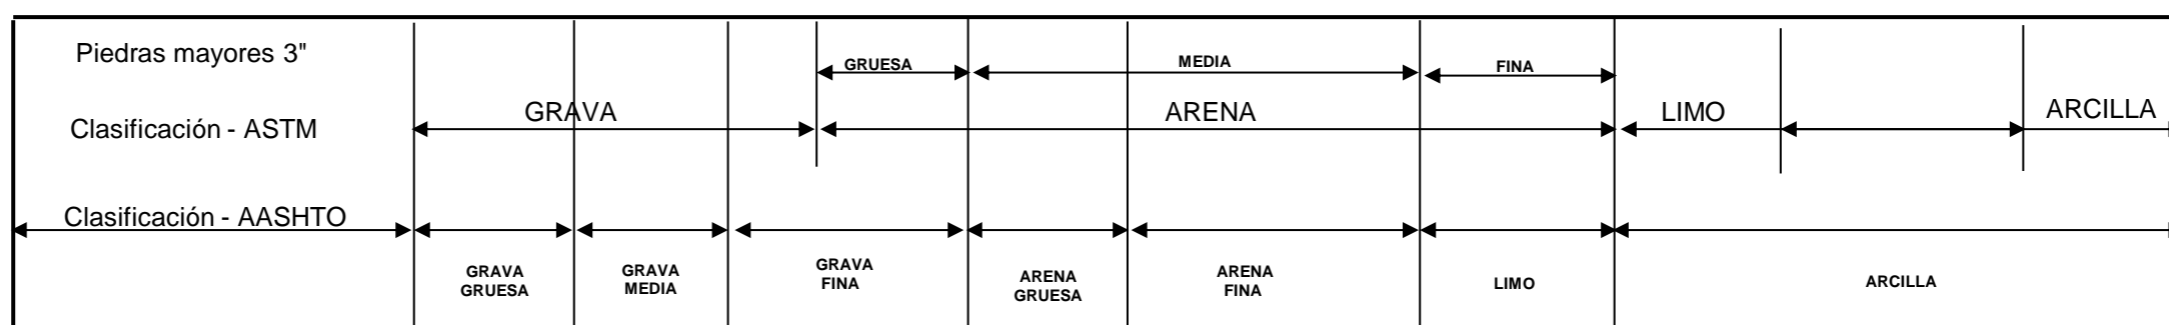 Piedras mayores 3"
GRUESA
MEDIA
FINA
Clasificación - ASTM
GRAVA
ARENA
LIMO
ARCILLA
Clasificación - AASHTO
GRAVA
GRUESA
GRAVA
MEDIA
GRAVA
FINA
ARENA
GRUESA
ARENA
FINA
LIMO
ARCILLA